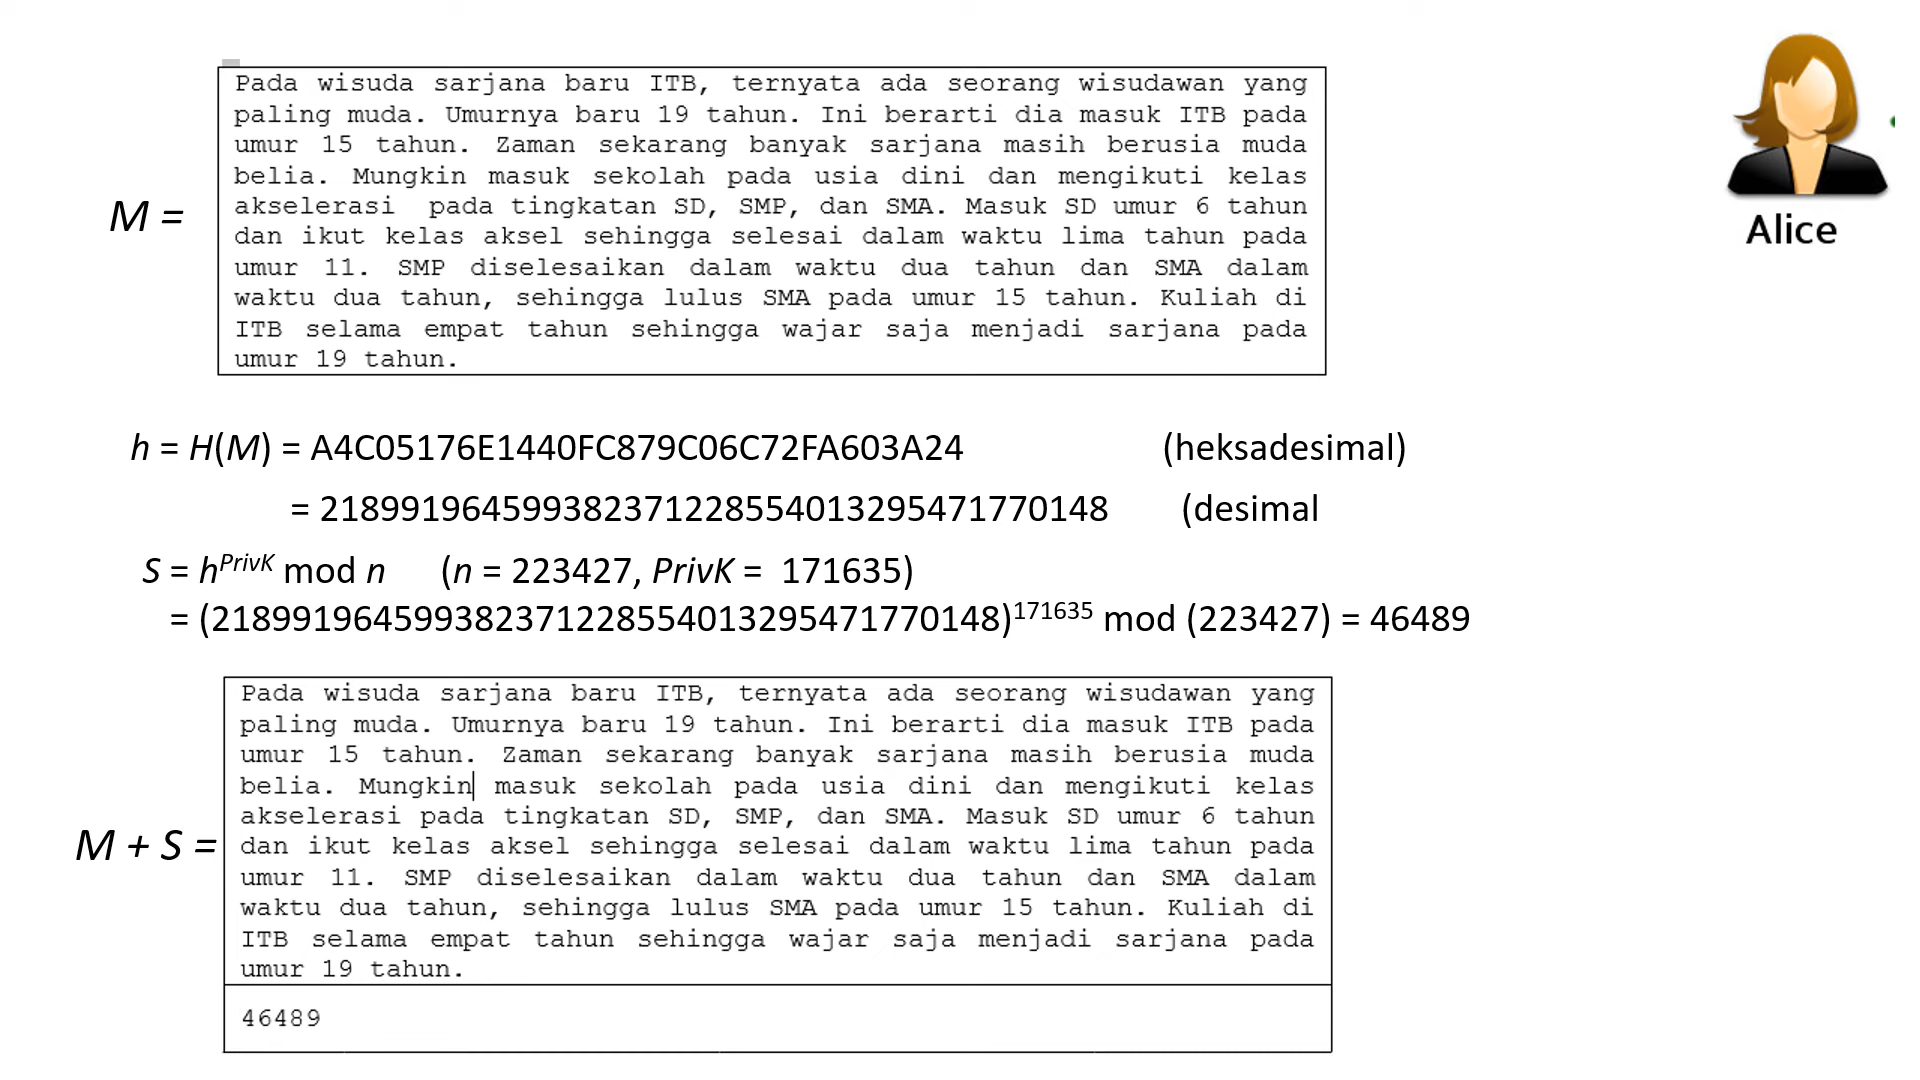 Pada wisuda sarjana baru ITB, ternyata ada seorang wisudawan yang
paling muda. Umurnya baru 19 tahun. Ini berarti dia masuk ITB pada
umur 15 tahun. Zaman sekarang banyak sarjana masih berusia muda
belia. Mungkin masuk sekolah pada usia dini dan mengikuti kelas
akselerasi pada tingkatan SD, SMP, dan SMA. Masuk SD umur 6 tahun
dan ikut kelas aksel sehingga selesai dalam waktu lima tahun pada
umur 11. SMP diselesaikan dalam waktu dua tahun dan SMA dalam
waktu dua tahun, sehingga lulus SMA pada umur 15 tahun. Kuliah di
ITB selama empat tahun sehingga wajar saja menjadi sarjana pada
umur 19 tahun.
M =
Alice
h = H(M) = A4C05176E1440FC879C06C72FA603A24 (heksadesimal)
= 218991964599382371228554013295471770148 (desimal
S = h^PrivK mod n (n = 223427, PrivK = 171635)
= (218991964599382371228554013295471770148)^171635 mod (223427) = 46489
Pada wisuda sarjana baru ITB, ternyata ada seorang wisudawan yang
paling muda. Umurnya baru 19 tahun. Ini berarti dia masuk ITB pada
umur 15 tahun. Zaman sekarang banyak sarjana masih berusia muda
belia. Mungkin masuk sekolah pada usia dini dan mengikuti kelas
akselerasi pada tingkatan SD, SMP, dan SMA. Masuk SD umur 6 tahun
dan ikut kelas aksel sehingga selesai dalam waktu lima tahun pada
umur 11. SMP diselesaikan dalam waktu dua tahun dan SMA dalam
waktu dua tahun, sehingga lulus SMA pada umur 15 tahun. Kuliah di
ITB selama empat tahun sehingga wajar saja menjadi sarjana pada
umur 19 tahun.
M + S =
46489